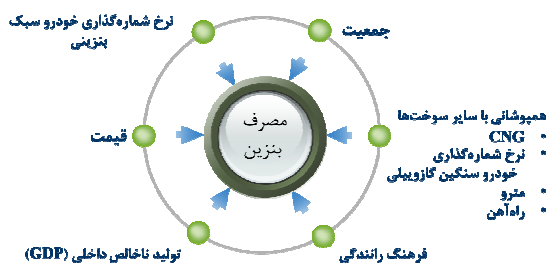 نرخ شماره‌گذاری خودرو سبک
بنزینی
جمعیت
مصرف
بنزین
قیمت
همپوشانی با سایر سوخت‌ها
• CNG
• نرخ شماره‌گذاری
خودرو سنگین گازوییلی
• مترو
• راه‌آهن
تولید ناخالص داخلی (GDP)
فرهنگ رانندگی